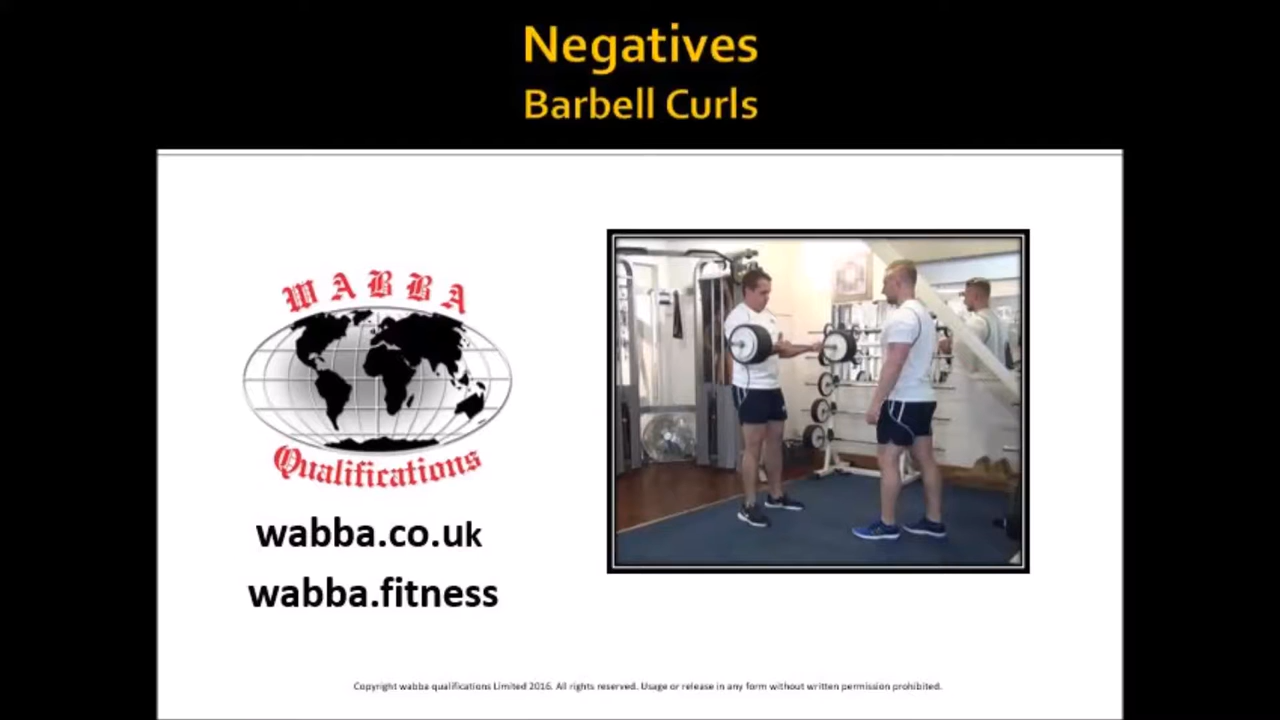 Negatives
Barbell Curls
WABBA
Qualifications
wabba.co.uk
wabba.fitness
Copyright wabba qualifications Limited 2016. All rights reserved. Usage or release in any form without written permission prohibited.